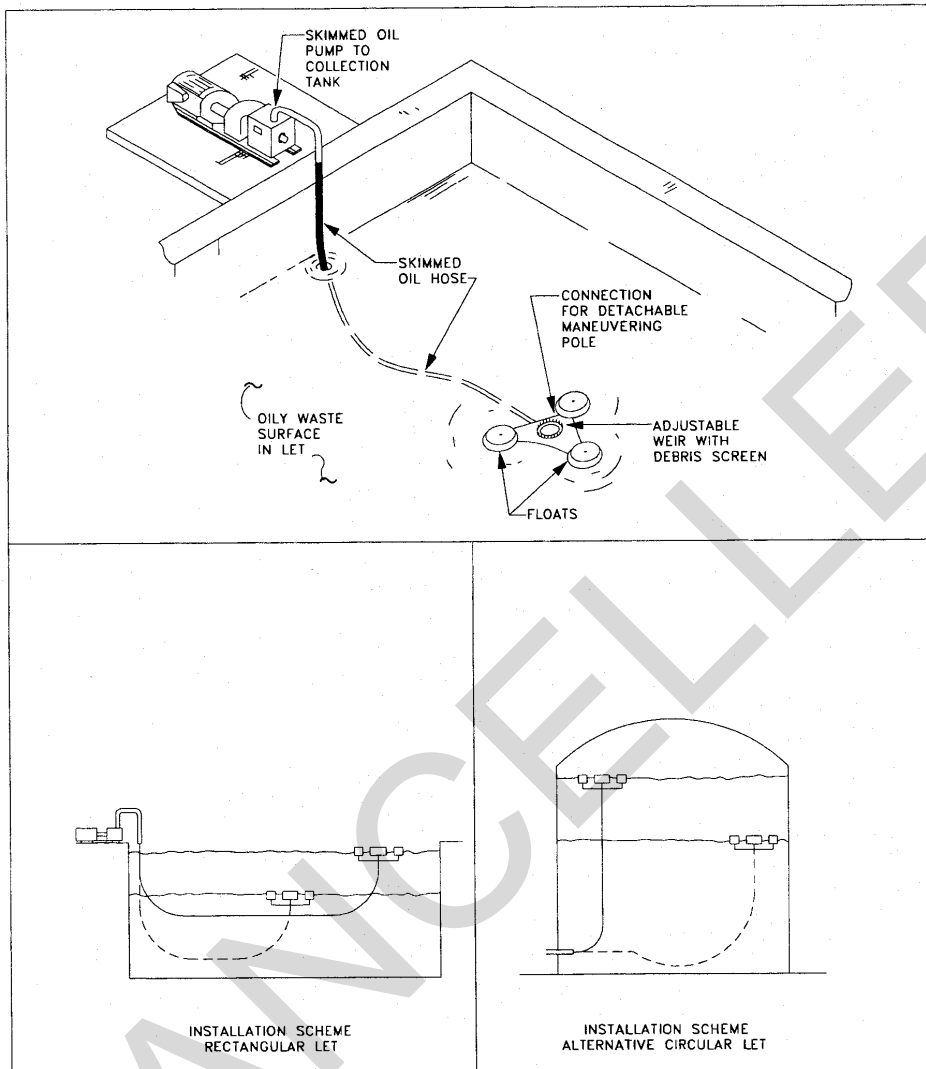 SKIMMED OIL
PUMP TO
COLLECTION
TANK
SKIMMED
OIL HOSE
CONNECTION
FOR DETACHABLE
MANEUVERING
POLE
OILY WASTE
SURFACE
IN LET
ADJUSTABLE
WEIR WITH
DEBRIS SCREEN
FLOATS
INSTALLATION SCHEME
RECTANGULAR LET
INSTALLATION SCHEME
ALTERNATIVE CIRCULAR LET
ANCELLE